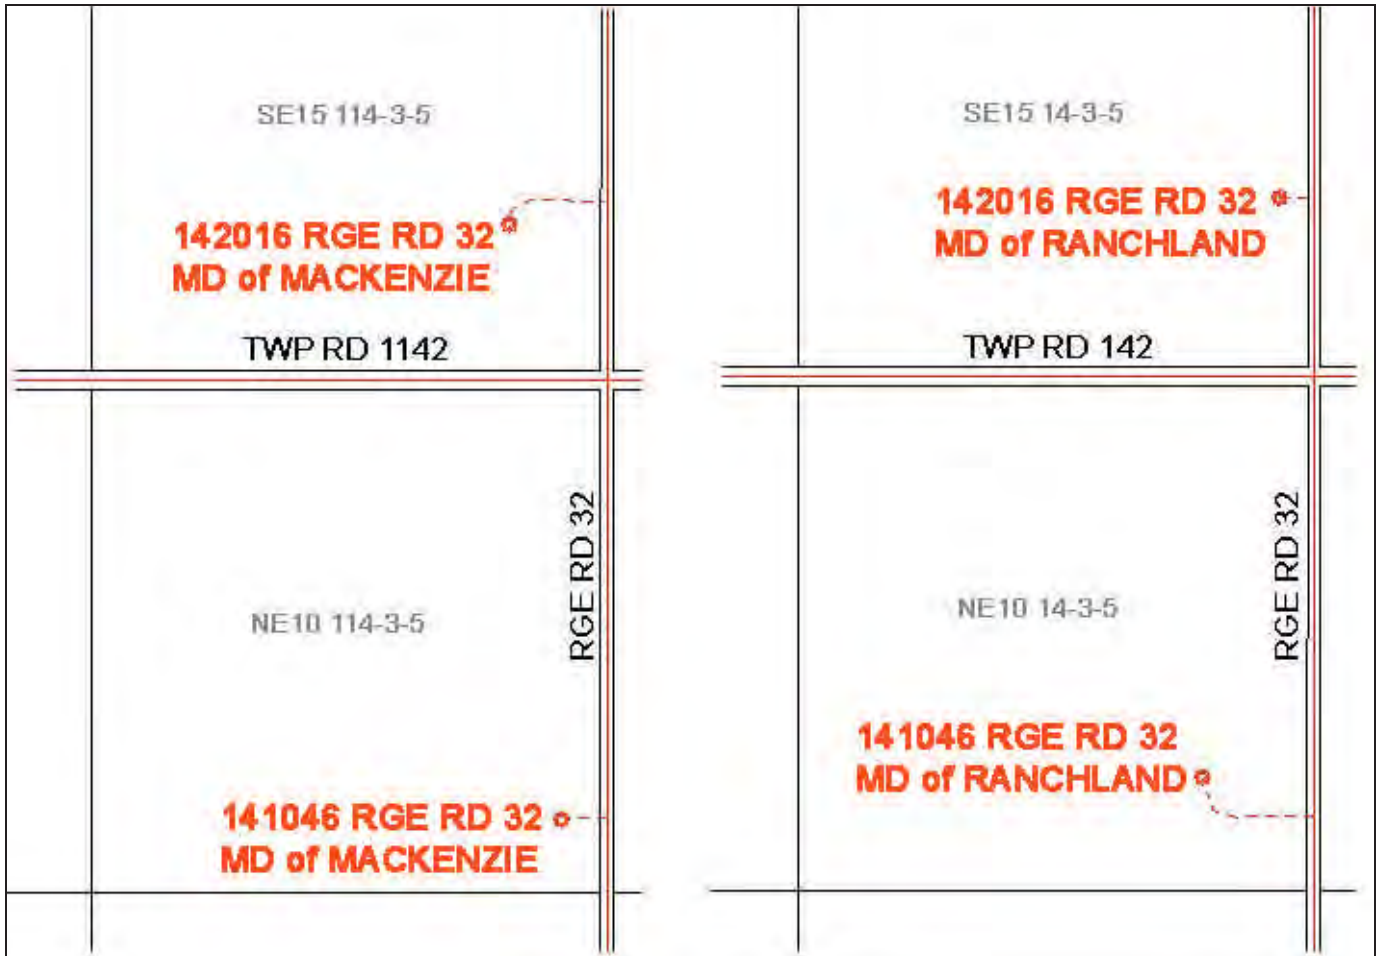 SE15 114-3-5
142016 RGE RD 32
MD of MACKENZIE
TWP RD 1142
RGE RD 32
NE10 114-3-5
141046 RGE RD 32
MD of MACKENZIE
SE15 14-3-5
142016 RGE RD 32
MD of RANCHLAND
TWP RD 142
RGE RD 32
NE10 14-3-5
141046 RGE RD 32
MD of RANCHLAND